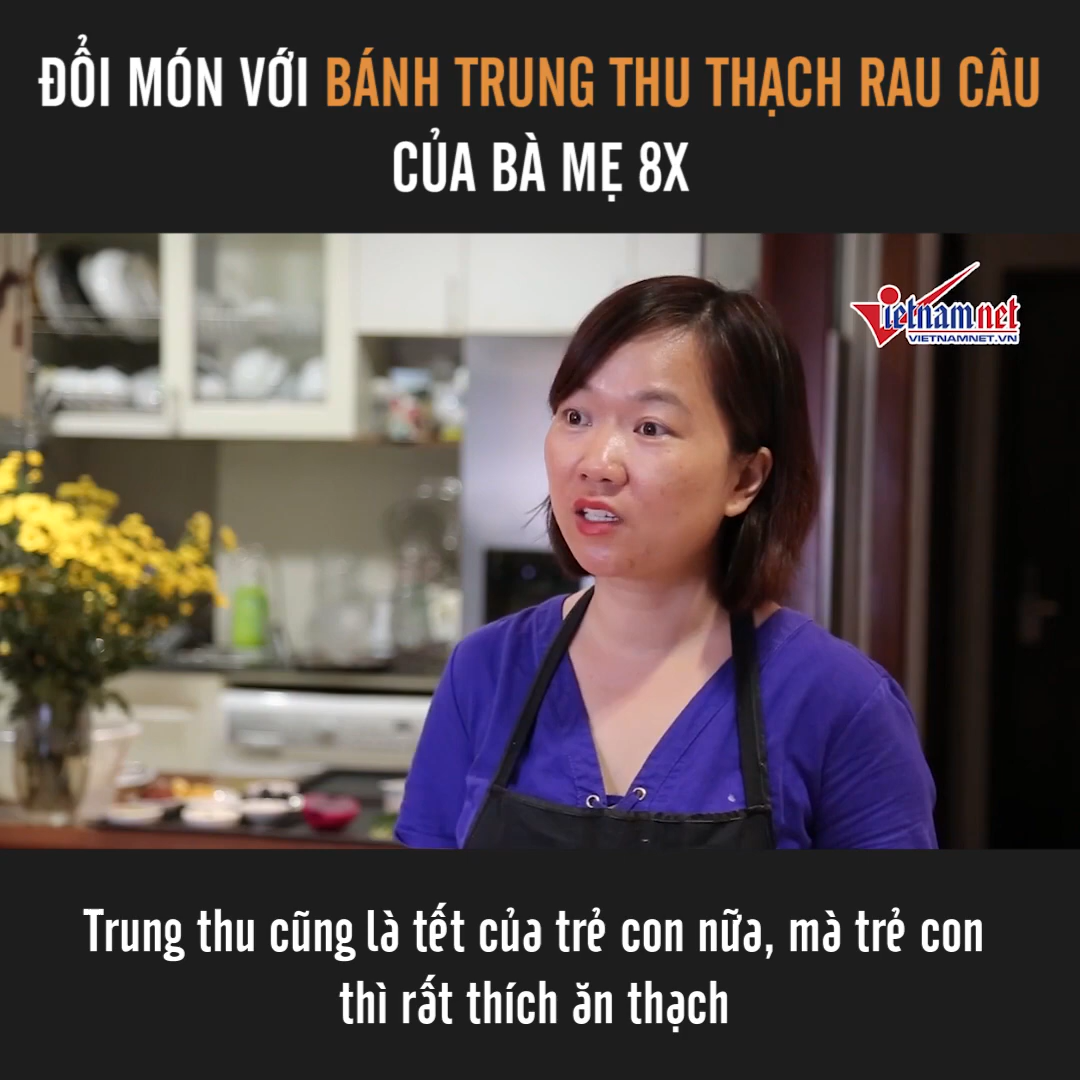 ĐỔI MÓN VỚI BÁNH TRUNG THU THẠCH RAU CÂU
CỦA BÀ MẸ 8X
Vietnamnet
VIETNAMNET.VN
Trung thu cũng là tết của trẻ con nữa, mà trẻ con
thì rất thích ăn thạch